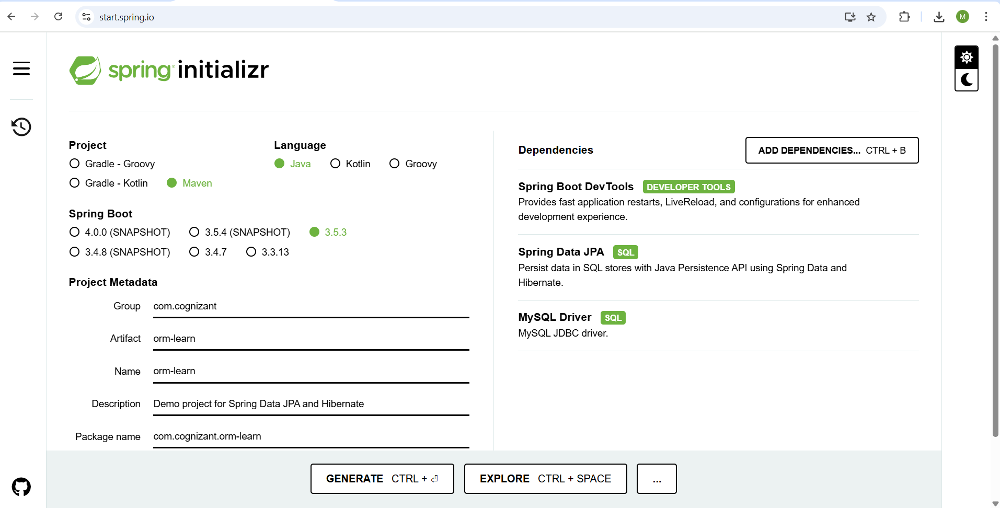 start.spring.io
M
spring initializr
Project
Gradle - Groovy
Gradle - Kotlin Maven
Language
Java Kotlin Groovy
Spring Boot
4.0.0 (SNAPSHOT) 3.5.4 (SNAPSHOT) 3.5.3
3.4.8 (SNAPSHOT) 3.4.7 3.3.13
Project Metadata
Group com.cognizant
Artifact orm-learn
Name orm-learn
Description Demo project for Spring Data JPA and Hibernate
Package name com.cognizant.orm-learn
Dependencies
ADD DEPENDENCIES... CTRL + B
Spring Boot DevTools DEVELOPER TOOLS
Provides fast application restarts, LiveReload, and configurations for enhanced
development experience.
Spring Data JPA SQL
Persist data in SQL stores with Java Persistence API using Spring Data and
Hibernate.
MySQL Driver SQL
MySQL JDBC driver.
GENERATE CTRL + ⏎
EXPLORE CTRL + SPACE
...